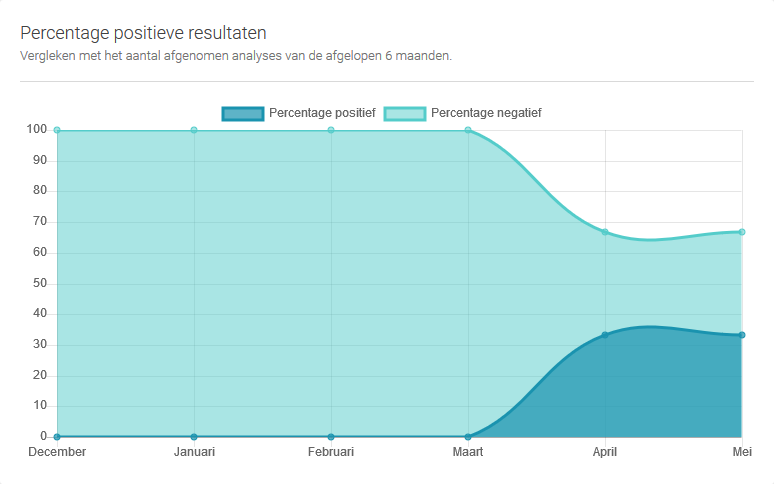 Percentage positieve resultaten
Vergleken met het aantal afgenomen analyses van de afgelopen 6 maanden.
Percentage positief Percentage negatief
100
90
80
70
60
50
40
30
20
10
0
December Januari Februari Maart April Mei